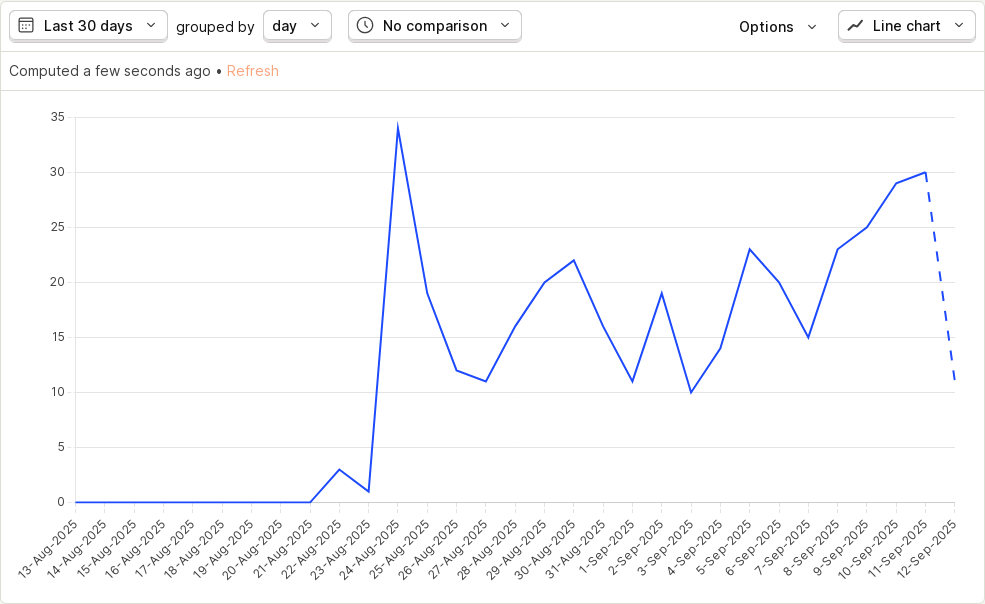 Last 30 days grouped by day No comparison Options Line chart
Computed a few seconds ago • Refresh
35
30
25
20
15
10
5
0
13-Aug-2025
14-Aug-2025
15-Aug-2025
16-Aug-2025
17-Aug-2025
18-Aug-2025
19-Aug-2025
20-Aug-2025
21-Aug-2025
22-Aug-2025
23-Aug-2025
24-Aug-2025
25-Aug-2025
26-Aug-2025
27-Aug-2025
28-Aug-2025
29-Aug-2025
30-Aug-2025
31-Aug-2025
1-Sep-2025
2-Sep-2025
3-Sep-2025
4-Sep-2025
5-Sep-2025
6-Sep-2025
7-Sep-2025
8-Sep-2025
9-Sep-2025
10-Sep-2025
11-Sep-2025
12-Sep-2025